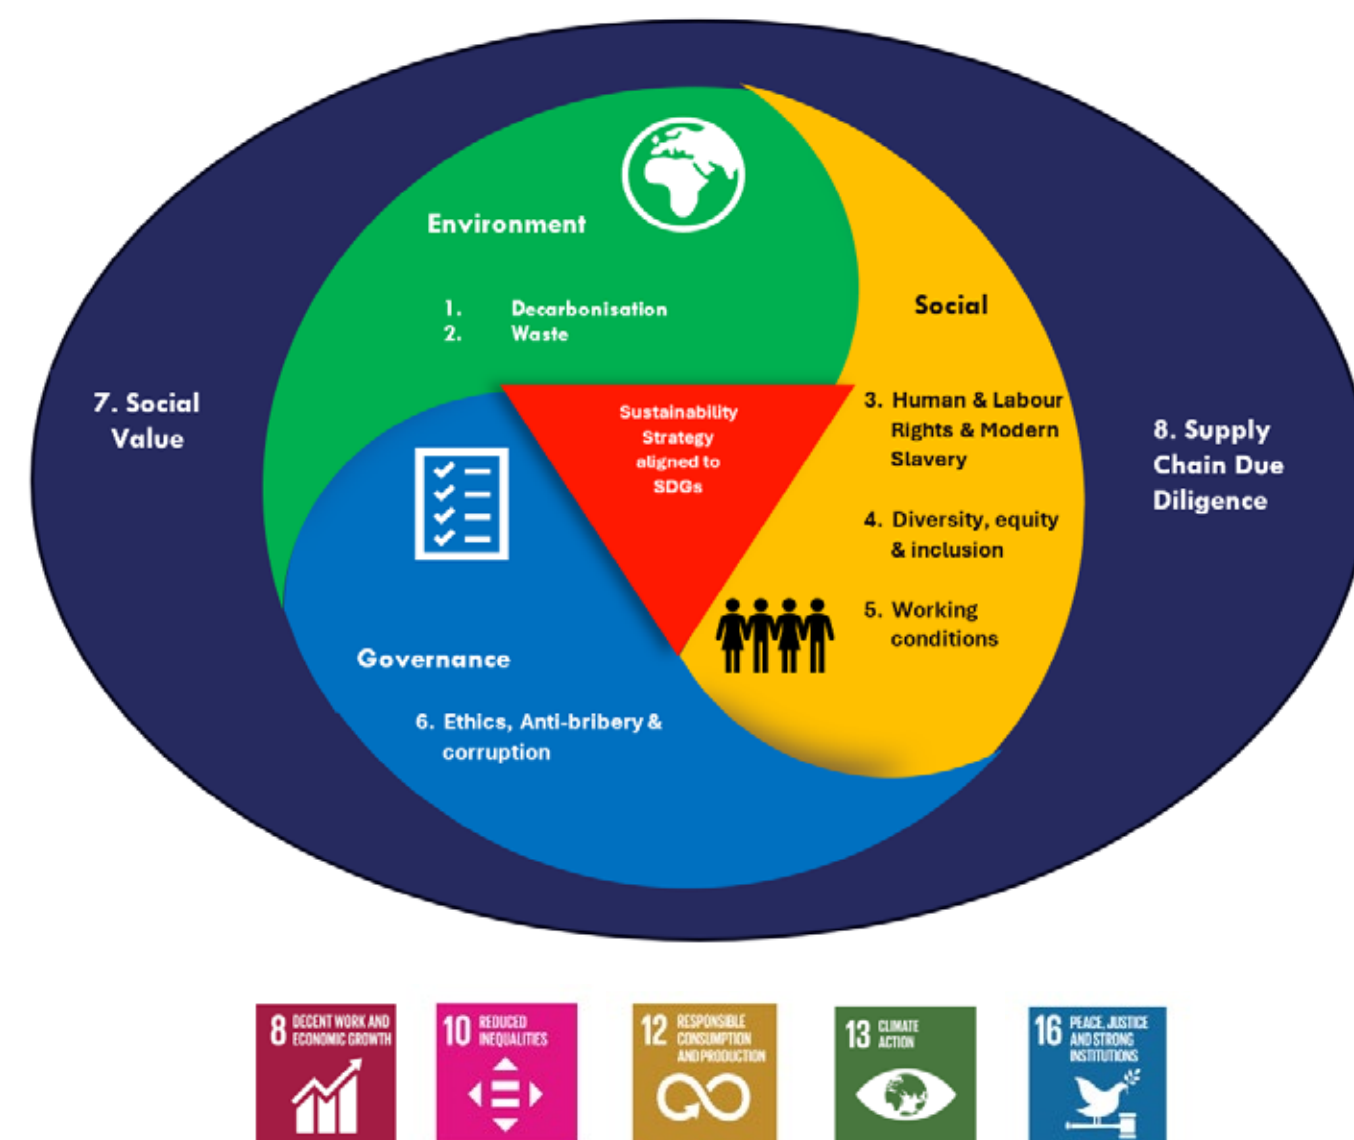 Environment
1. Decarbonisation
2. Waste
Social
3. Human & Labour
Rights & Modern
Slavery
4. Diversity, equity
& inclusion
5. Working
conditions
Sustainability
Strategy
aligned to
SDGs
7. Social
Value
8. Supply
Chain Due
Diligence
Governance
6. Ethics, Anti-bribery &
corruption
8 DECENT WORK AND
ECONOMIC GROWTH
10 REDUCED
INEQUALITIES
12 RESPONSIBLE
CONSUMPTION
AND PRODUCTION
13 CLIMATE
ACTION
16 PEACE, JUSTICE
AND STRONG
INSTITUTIONS